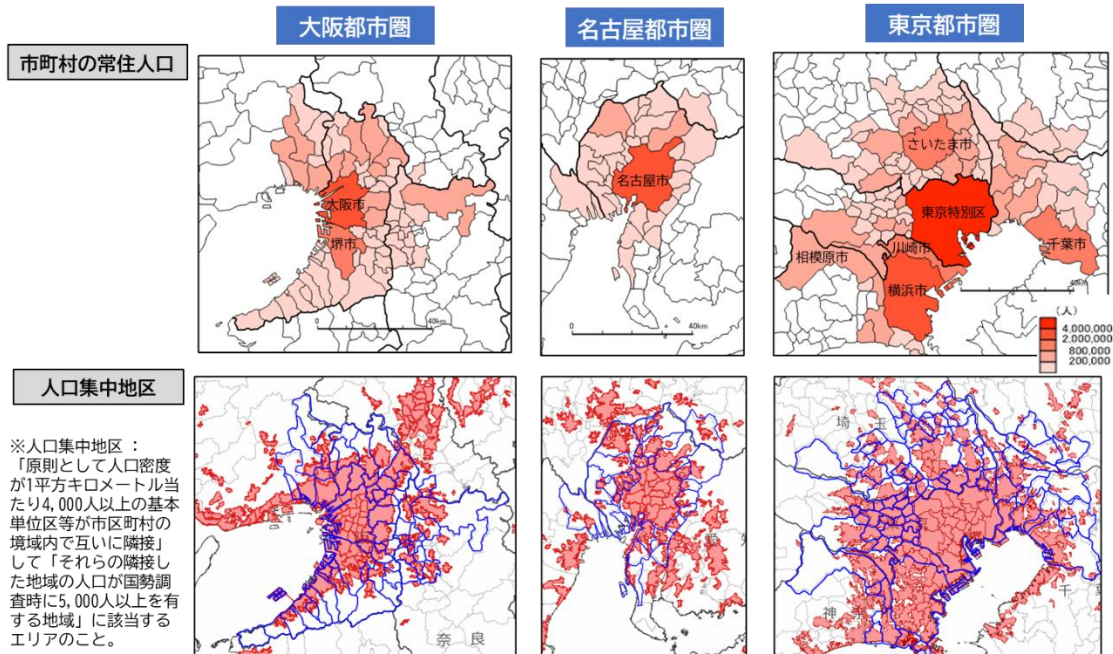 大阪都市圏
名古屋都市圏
東京都市圏
市町村の常住人口
大阪市
堺市
40km
0
名古屋市
40km
0
さいたま市
東京特別区
川崎市
千葉市
相模原市
横浜市
40km
(人)
4,000,000
2,000,000
800,000
200,000
人口集中地区
※人口集中地区 :
「原則として人口密度
が1平方キロメートル当
たり4,000人以上の基本
単位区等が市区町村の
境域内で互いに隣接」
して「それらの隣接し
た地域の人口が国勢調
査時に5,000人以上を有
する地域」に該当する
エリアのこと。
奈良
埼玉
神
千